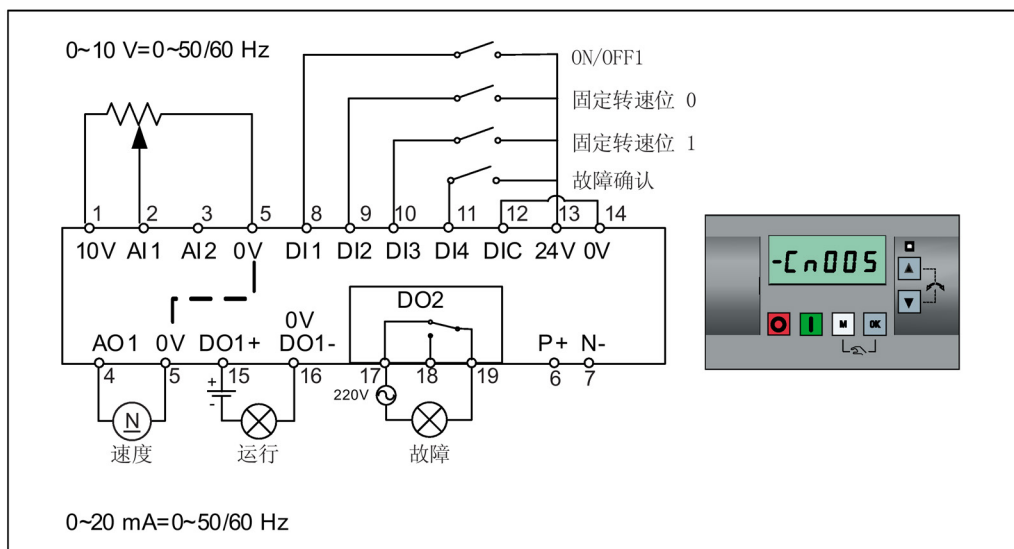 0~10 V=0~50/60 Hz
ON/OFF1
固定转速位 0
固定转速位 1
故障确认
1 2 3 5 8 9 10 11 12 13 14
10V AI1 AI2 0V DI1 DI2 DI3 DI4 DIC 24V 0V
-Cn005
M OK
DO2
0V
AO1 0V DO1+ DO1- P+ N-
4 5 15 16 17 18 19 6 7
+
-
220V
N
速度 运行 故障
0~20 mA=0~50/60 Hz